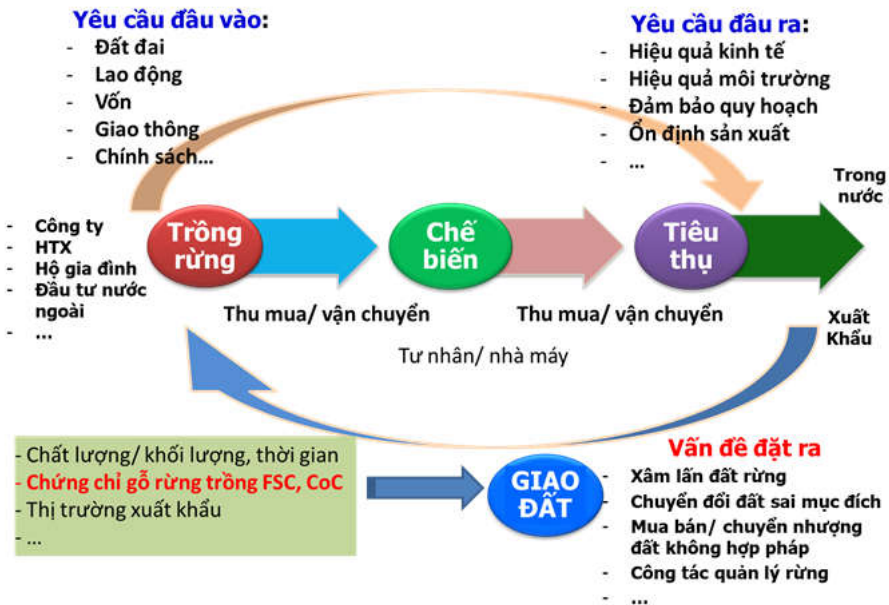 Yêu cầu đầu vào:
- Đất đai
- Lao động
- Vốn
- Giao thông
- Chính sách...
Yêu cầu đầu ra:
- Hiệu quả kinh tế
- Hiệu quả môi trường
- Đảm bảo quy hoạch
- Ổn định sản xuất
- ...
- Công ty
- HTX
- Hộ gia đình
- Đầu tư nước
ngoài
- ...
Trồng
rừng
Chế
biến
Tiêu
thụ
Trong
nước
Thu mua/ vận chuyển
Thu mua/ vận chuyển
Xuất
Khẩu
Tư nhân/ nhà máy
- Chất lượng/ khối lượng, thời gian
- Chứng chỉ gỗ rừng trồng FSC, CoC
- Thị trường xuất khẩu
- ...
GIAO
ĐẤT
Vấn đề đặt ra
- Xâm lấn đất rừng
- Chuyển đổi đất sai mục đích
- Mua bán/ chuyển nhượng
đất không hợp pháp
- Công tác quản lý rừng
- ...